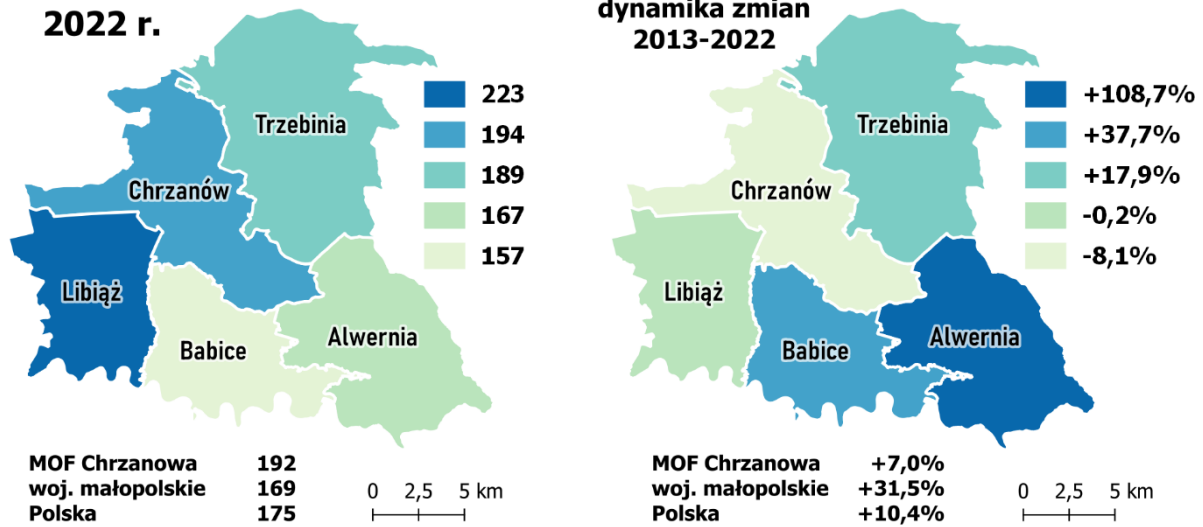 2022 r.
223
194
189
167
157
Trzebinia
Chrzanów
Libiąż
Babice
Alwernia
MOF Chrzanowa 192
woj. małopolskie 169
Polska 175
0 2,5 5 km
dynamika zmian
2013-2022
+108,7%
+37,7%
+17,9%
-0,2%
-8,1%
Trzebinia
Chrzanów
Libiąż
Babice
Alwernia
MOF Chrzanowa +7,0%
woj. małopolskie +31,5%
Polska +10,4%
0 2,5 5 km